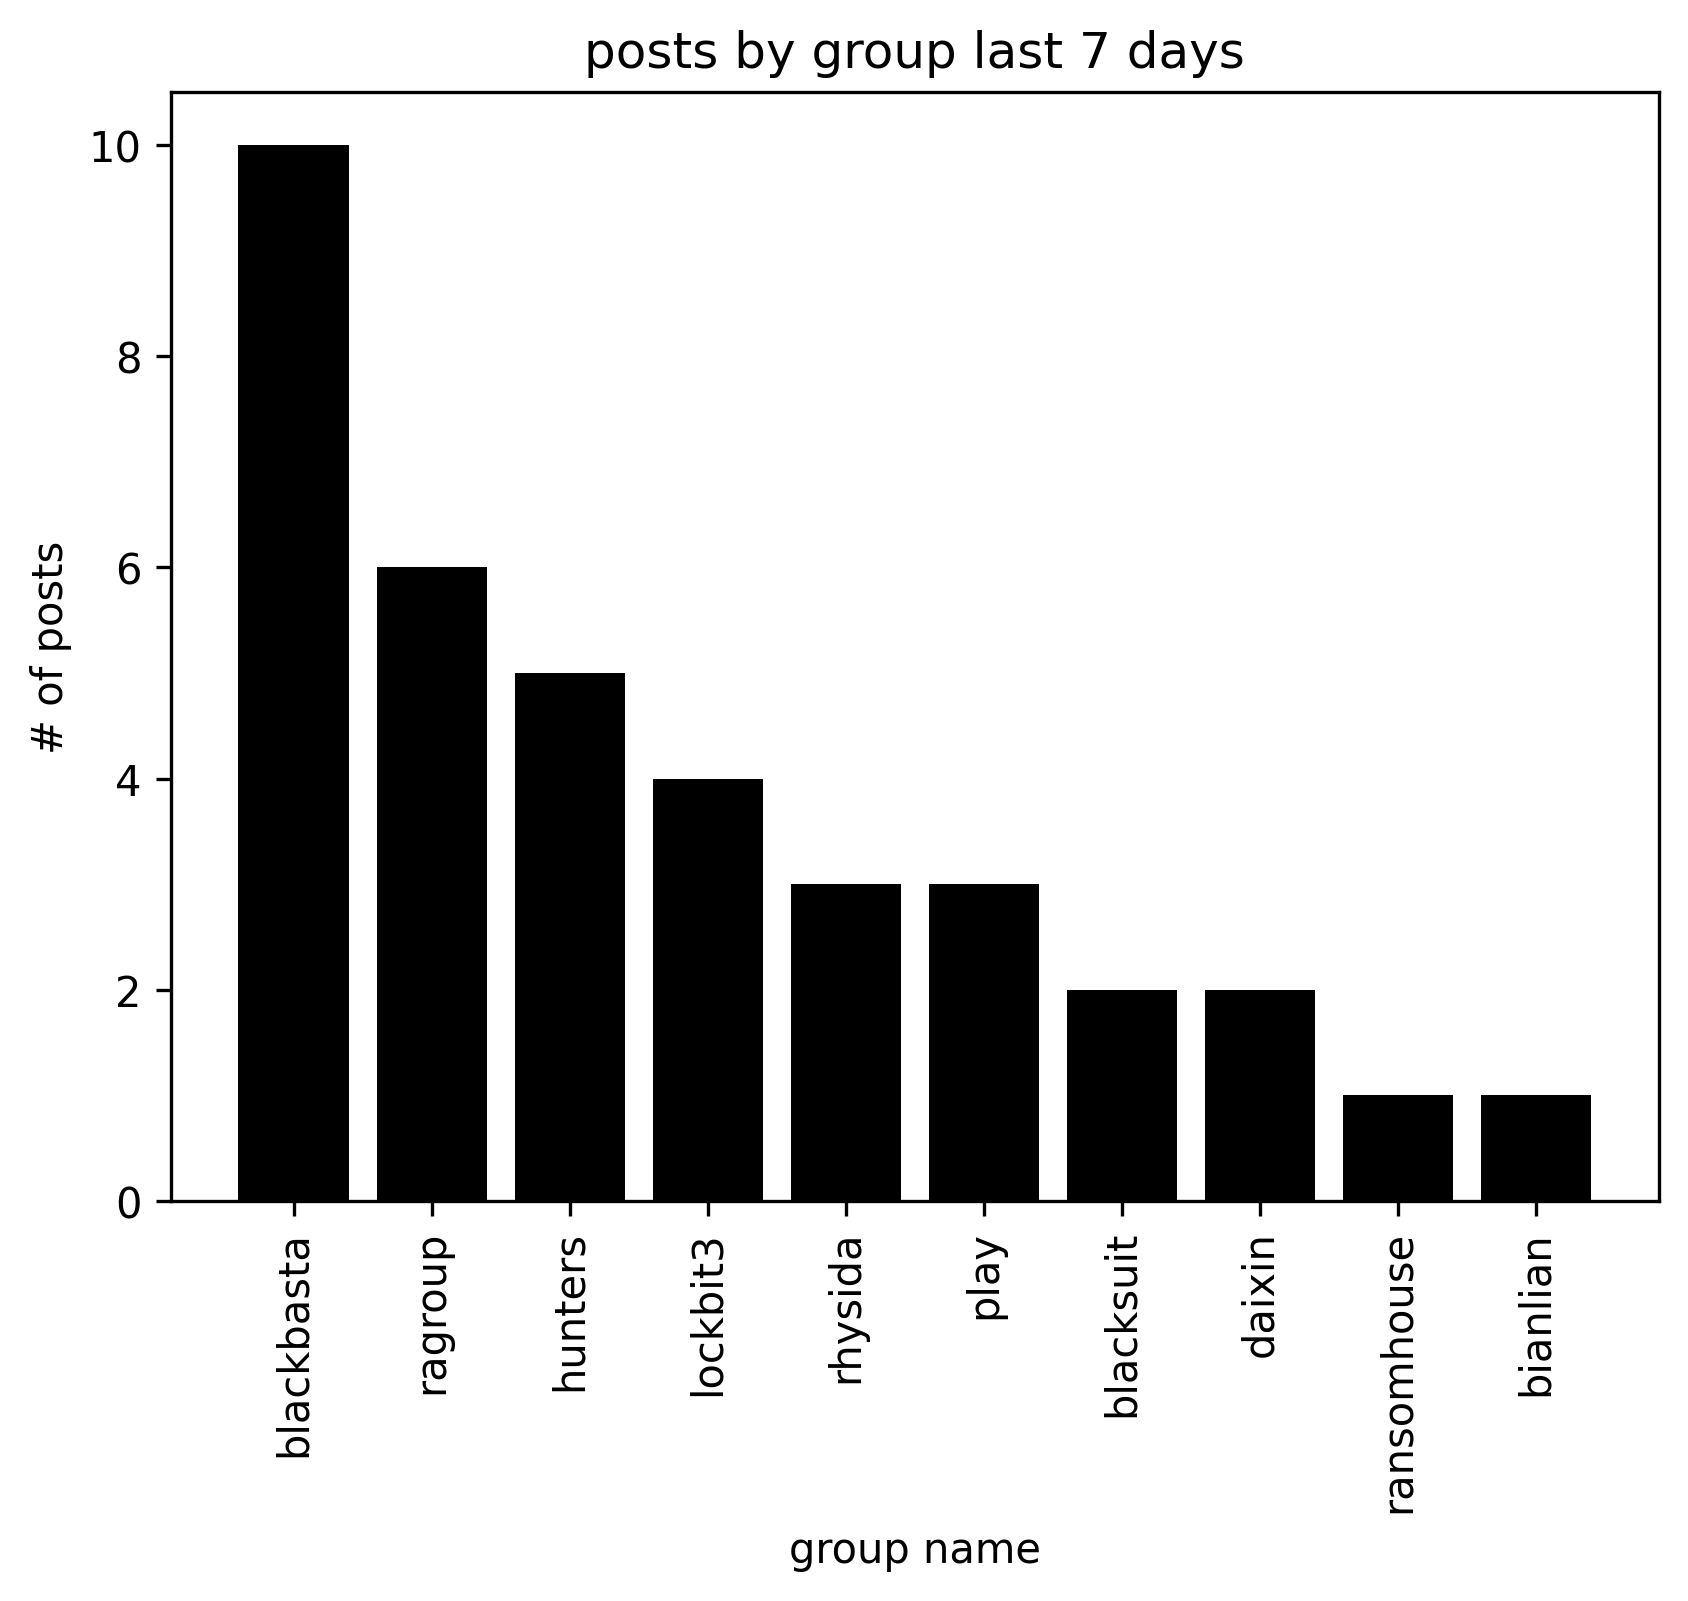 posts by group last 7 days
# of posts
10
8
6
4
2
0
blackbasta
ragroup
hunters
lockbit3
rhysida
play
blacksuit
daixin
ransomhouse
bianlian
group name